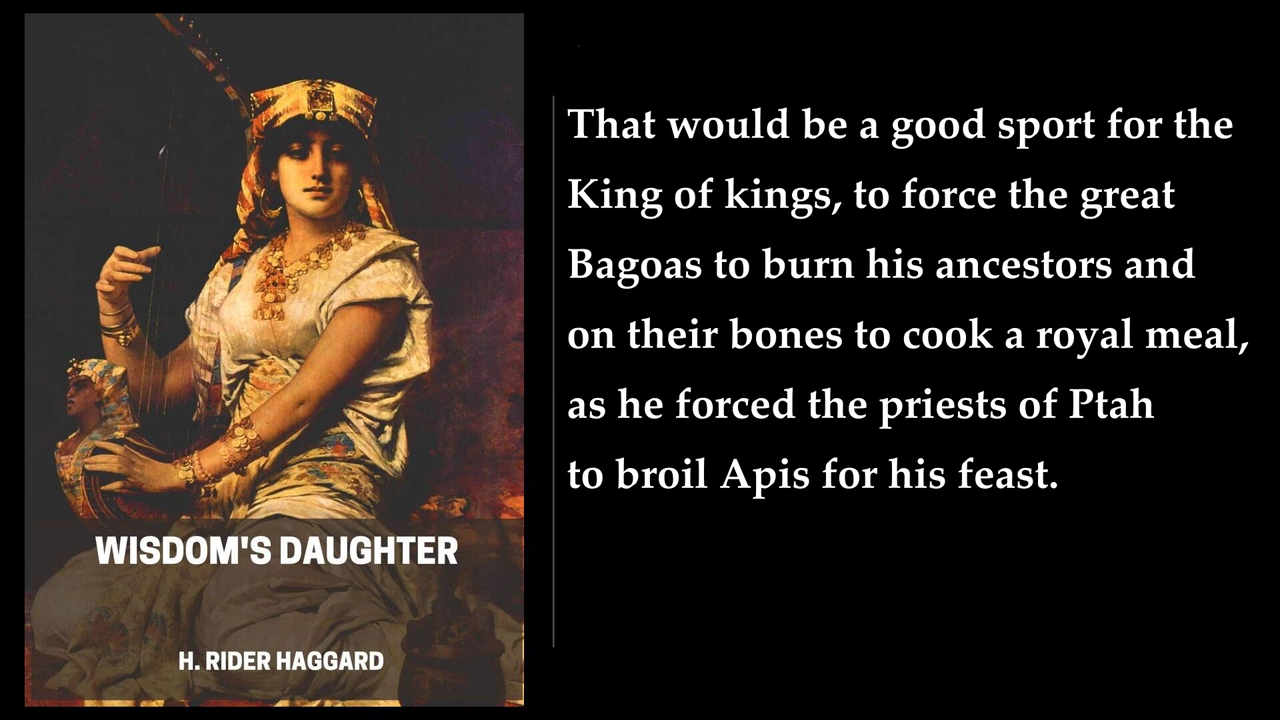 WISDOM'S DAUGHTER
H. RIDER HAGGARD
That would be a good sport for the
King of kings, to force the great
Bagoas to burn his ancestors and
on their bones to cook a royal meal,
as he forced the priests of Ptah
to broil Apis for his feast.